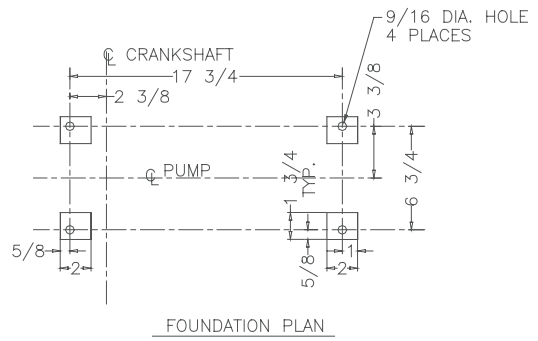 9/16 DIA. HOLE
4 PLACES
℄ CRANKSHAFT
17 3/4
2 3/8
3 3/8
℄ PUMP
1 3/4
TYP.
6 3/4
5/8
2
5/8
1
2
FOUNDATION PLAN